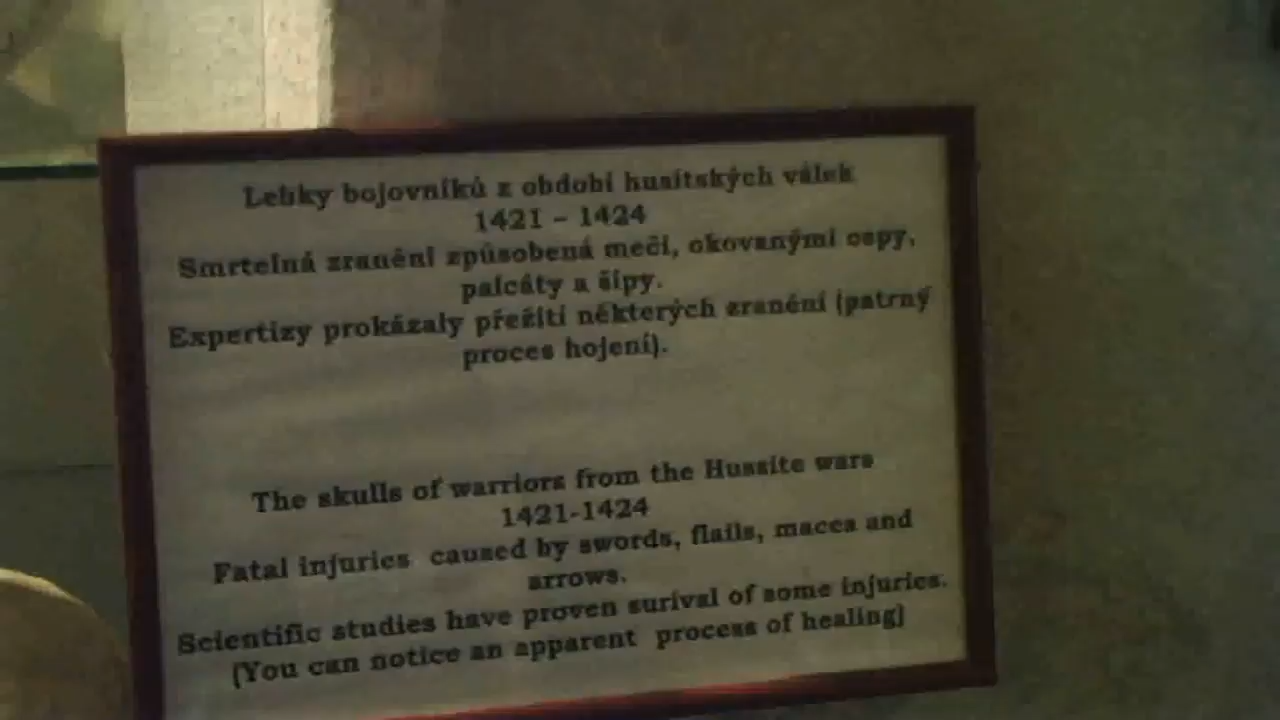 Lebky bojovníků z období husitských válek
1421 – 1424
Smrtelná zranění způsobená meči, okovanými cepy,
palcáty a šípy.
Expertizy prokázaly přežití některých zranění (patrný
proces hojení).
The skulls of warriors from the Hussite wars
1421-1424
Fatal injuries caused by swords, flails, maces and
arrows.
Scientific studies have proven surival of some injuries.
(You can notice an apparent process of healing)